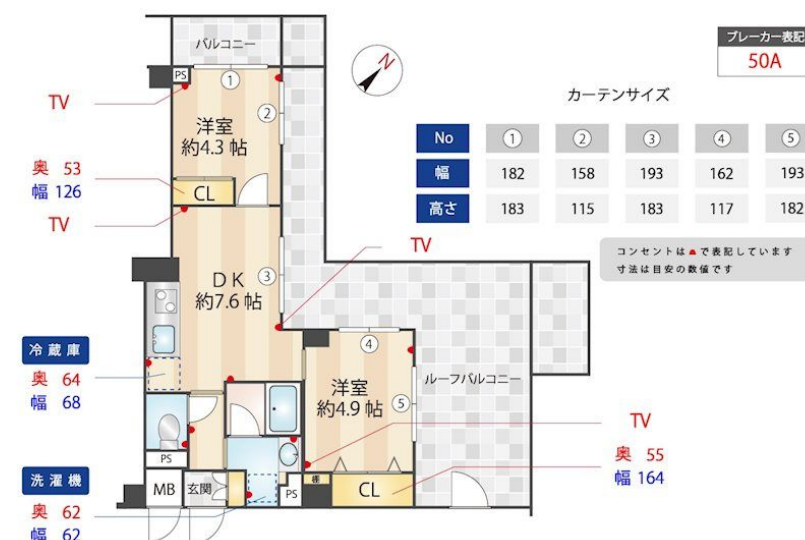 バルコニー
ブレーカー表記
50A
N
PS
①
TV
カーテンサイズ
②
洋室
約4.3 帖
No ① ② ③ ④ ⑤
幅 182 158 193 162 193
高さ 183 115 183 117 182
奥 53
幅 126
CL
TV
TV
コンセントは で表記しています
寸法は目安の数値です
DK
約7.6 帖
③
冷蔵庫
奥 64
幅 68
④
洋室
約4.9 帖
⑤
ルーフバルコニー
TV
奥 55
幅 164
PS
洗濯機
奥 62
幅 62
MB
玄関
PS
棚
CL